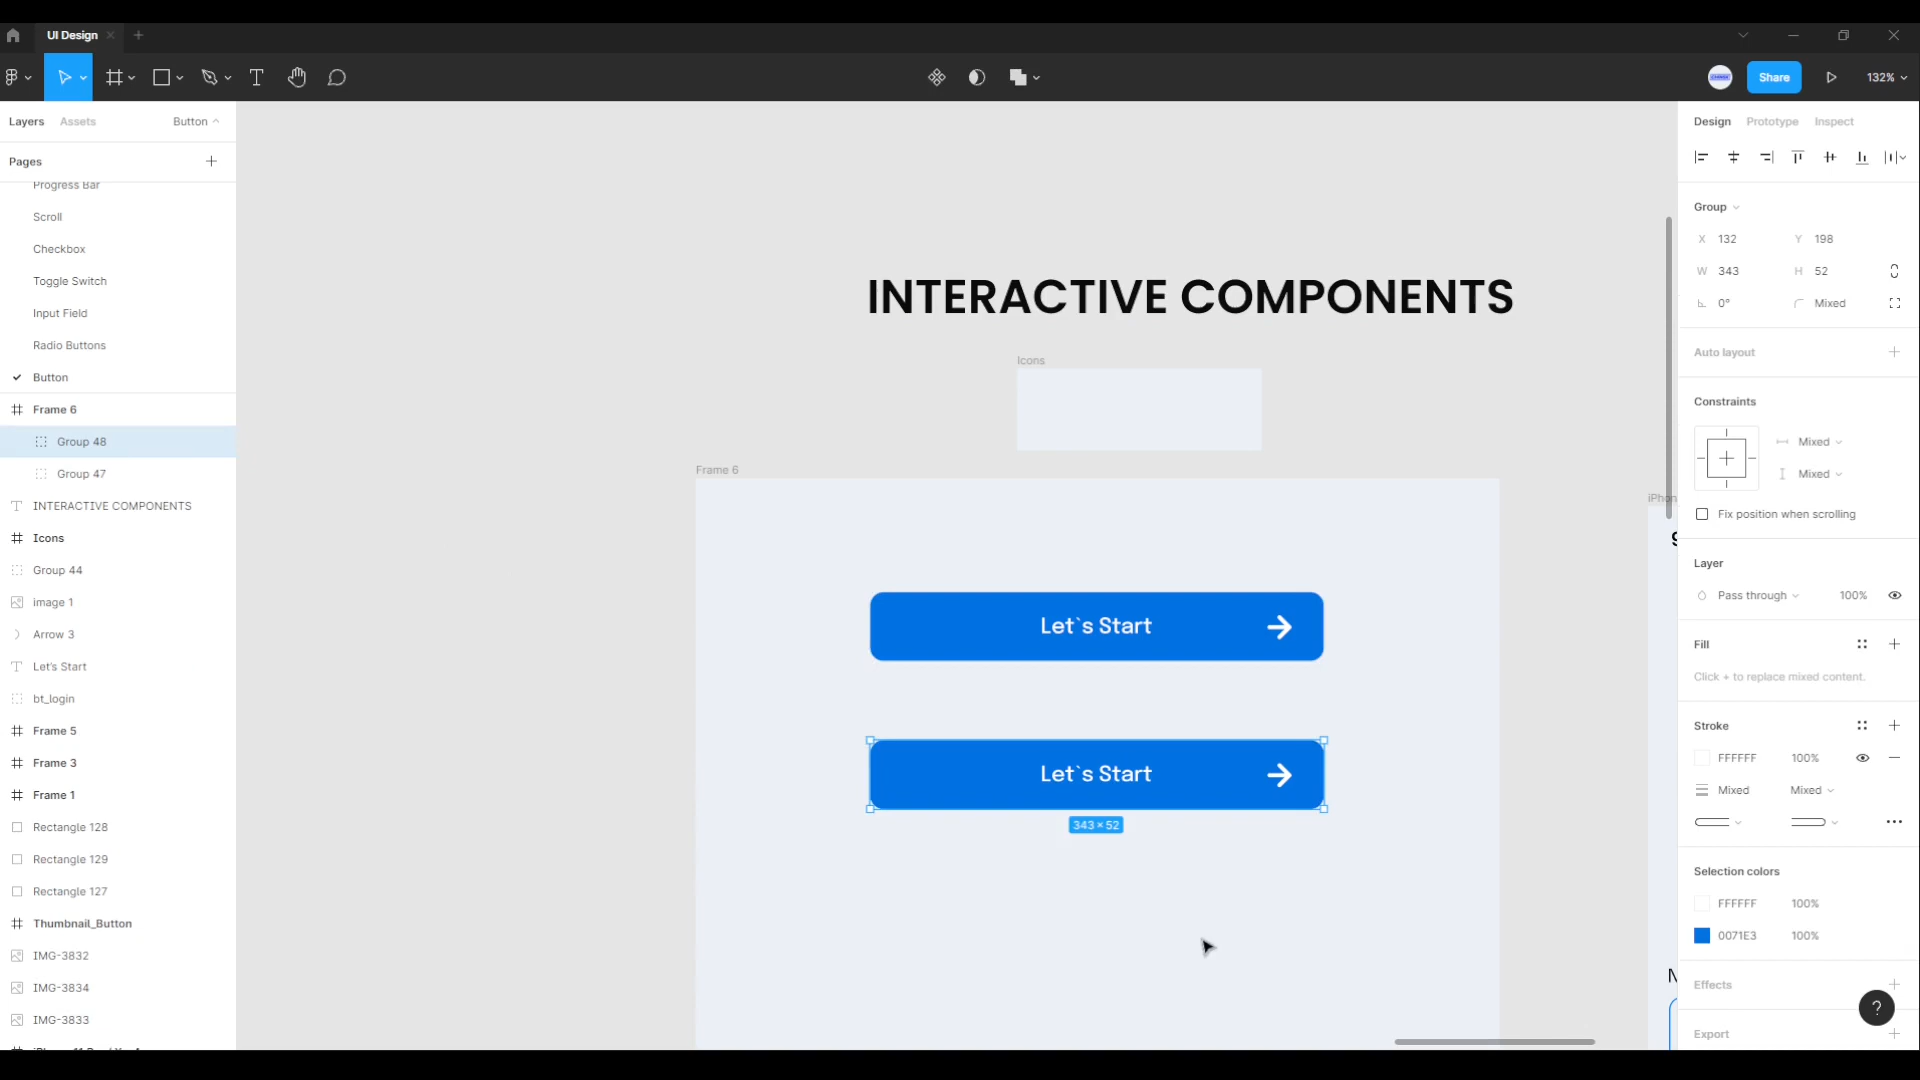 UI Design
Share
132%
Layers
Assets
Button
Pages
Progress Bar
Scroll
Checkbox
Toggle Switch
Input Field
Radio Buttons
Button
Frame 6
Group 48
Group 47
INTERACTIVE COMPONENTS
Icons
Group 44
image 1
Arrow 3
Let's Start
bt_login
Frame 5
Frame 3
Frame 1
Rectangle 128
Rectangle 129
Rectangle 127
Thumbnail_Button
IMG-3832
IMG-3834
IMG-3833
INTERACTIVE COMPONENTS
Icons
Frame 6
Let`s Start
Let`s Start
343 × 52
Design
Prototype
Inspect
Group
X 132
Y 198
W 343
H 52
0°
Mixed
Auto layout
Constraints
Mixed
Mixed
Fix position when scrolling
Layer
Pass through
100%
Fill
Click + to replace mixed content.
Stroke
FFFFFF
100%
Mixed
Mixed
Selection colors
FFFFFF
100%
0071E3
100%
Effects
?
Export